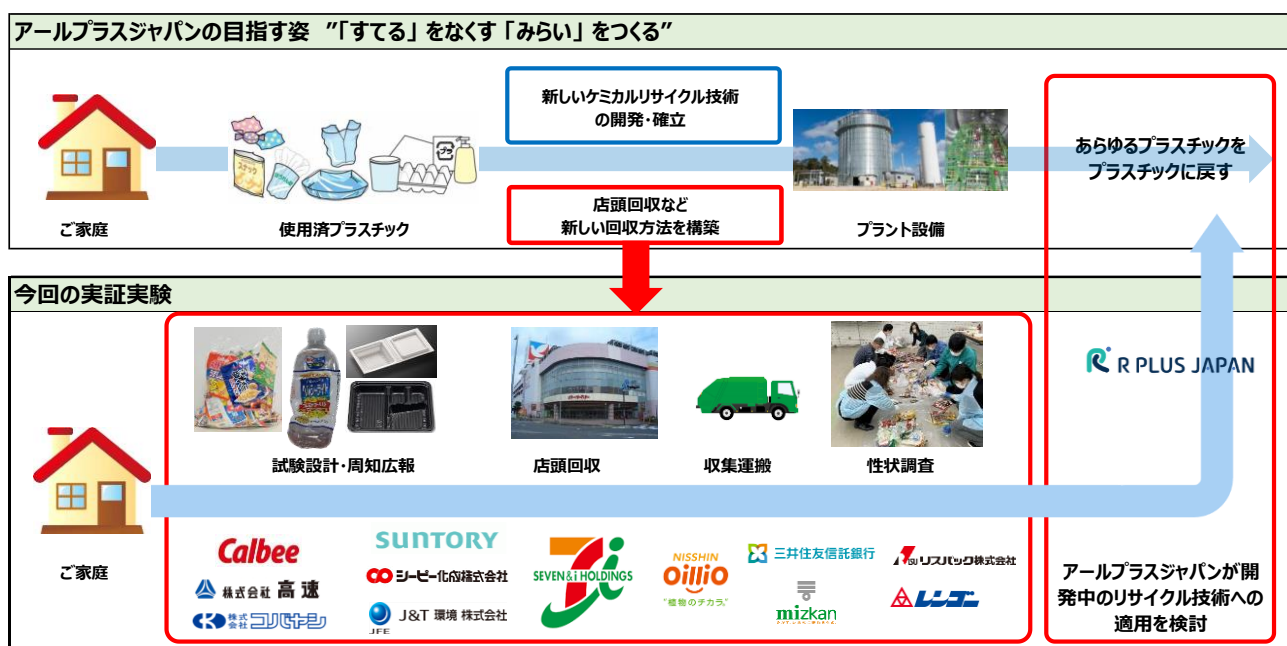 アールプラスジャパンの目指す姿 ”「すてる」をなくす「みらい」をつくる”
新しいケミカルリサイクル技術
の開発・確立
あらゆるプラスチックを
プラスチックに戻す
店頭回収など
新しい回収方法を構築
ご家庭
使用済プラスチック
プラント設備
今回の実証実験
R PLUS JAPAN
試験設計・周知広報
店頭回収
収集運搬
性状調査
ご家庭
Calbee
SUNTORY
SEVEN & i HOLDINGS
NISSHIN
OilliO
"植物のチカラ。"
三井住友信託銀行
リスパック株式会社
株式会社 高速
シーピー化成株式会社
mizkan
レンゴー
株式会社コバヤシ
JFE
J&T 環境 株式会社
アールプラスジャパンが開
発中のリサイクル技術への
適用を検討